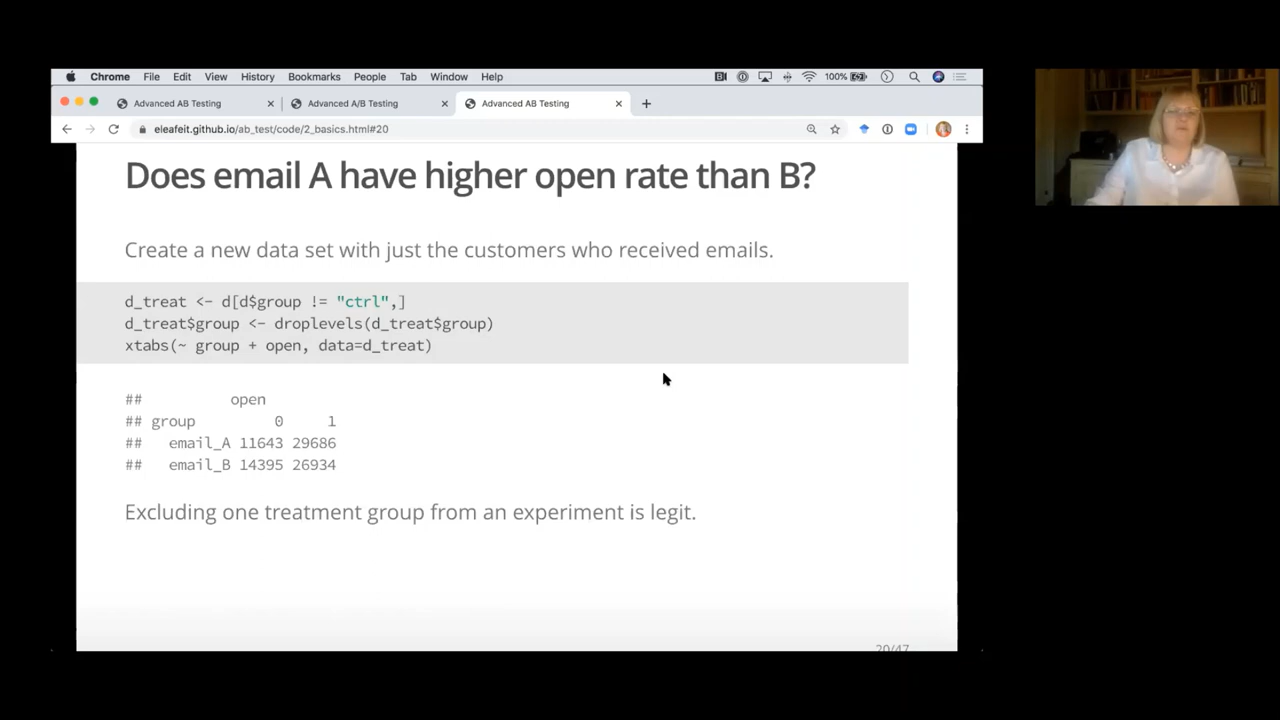 Chrome File Edit View History Bookmarks People Tab Window Help 100%
Advanced AB Testing Advanced A/B Testing Advanced AB Testing
eleafeit.github.io/ab_test/code/2_basics.html#20
Does email A have higher open rate than B?
Create a new data set with just the customers who received emails.
d_treat <- d[d$group != "ctrl",]
d_treat$group <- droplevels(d_treat$group)
xtabs(~ group + open, data=d_treat)
## open
## group 0 1
## email_A 11643 29686
## email_B 14395 26934
Excluding one treatment group from an experiment is legit.
20/47